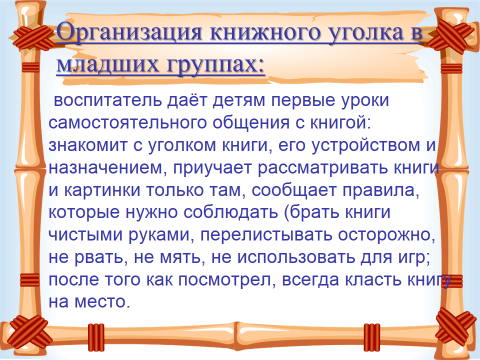 Организация книжного уголка в
младших группах:
воспитатель даёт детям первые уроки
самостоятельного общения с книгой:
знакомит с уголком книги, его устройством и
назначением, приучает рассматривать книги
и картинки только там, сообщает правила,
которые нужно соблюдать (брать книги
чистыми руками, перелистывать осторожно,
не рвать, не мять, не использовать для игр;
после того как посмотрел, всегда класть книгу
на место.